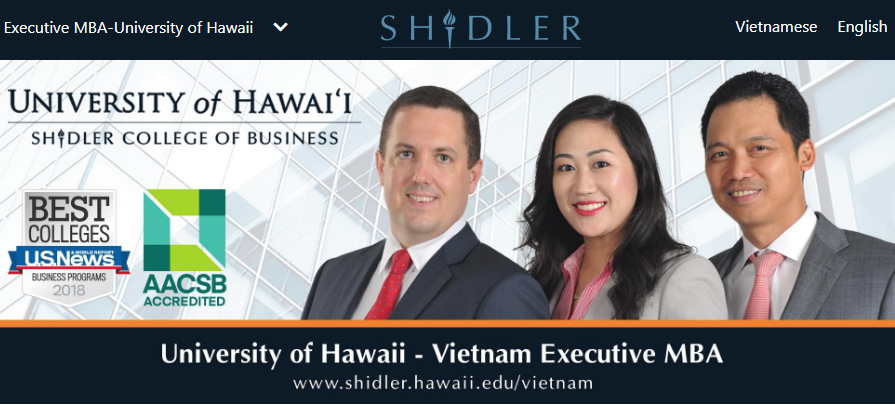 Executive MBA-University of Hawaii
SHIDLER
Vietnamese
English
UNIVERSITY of HAWAIʻI
SHIDLER COLLEGE OF BUSINESS
BEST
COLLEGES
U.S.News
& WORLD REPORT
BUSINESS PROGRAMS
2018
AACSB
ACCREDITED
University of Hawaii - Vietnam Executive MBA
www.shidler.hawaii.edu/vietnam